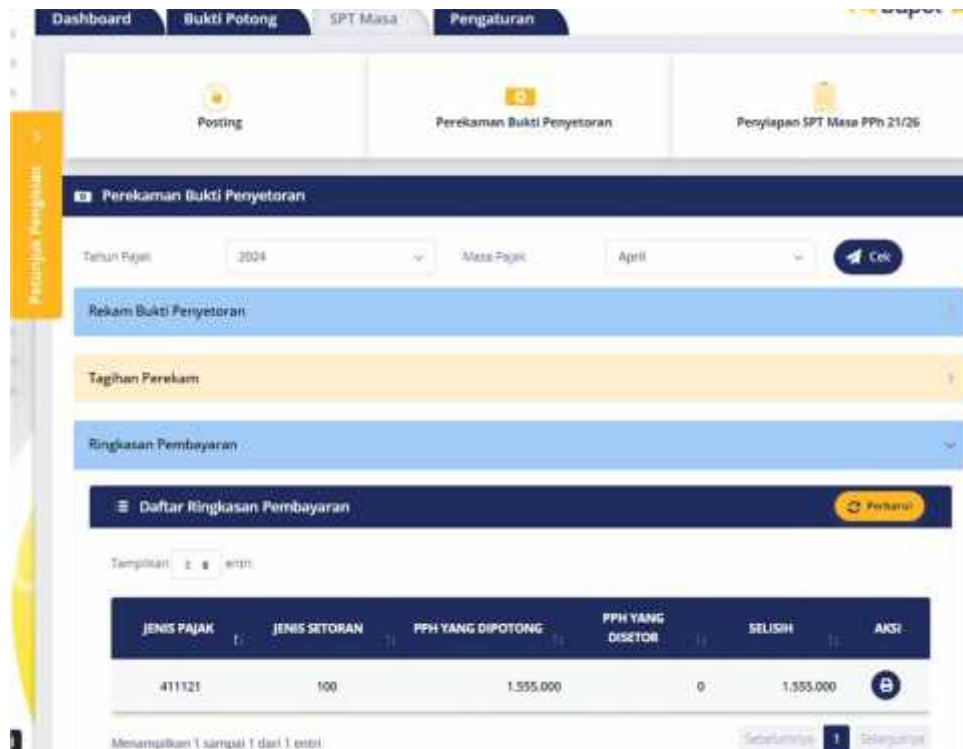 Dashboard
Bukti Potong
SPT Masa
Pengaturan
Posting
Perekaman Bukti Penyetoran
Penyiapan SPT Masa PPh 21/26
Petunjuk Pengisian
Perekaman Bukti Penyetoran
Tahun Pajak
2024
Masa Pajak
April
Cek
Rekam Bukti Penyetoran
Tagihan Perekam
Ringkasan Pembayaran
Daftar Ringkasan Pembayaran
Perbarui
Tampilkan
entri
JENIS PAJAK
JENIS SETORAN
PPH YANG DIPOTONG
PPH YANG
DISETOR
SELISIH
AKSI
411121
100
1.555.000
0
1.555.000
Menampilkan 1 sampai 1 dari 1 entri
Sebelumnya
1
Selanjutnya